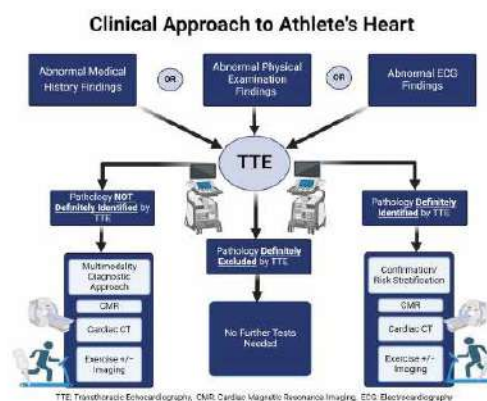 Clinical Approach to Athlete's Heart
Abnormal Medical
History Findings
OR
Abnormal Physical
Examination
Findings
OR
Abnormal ECG
Findings
TTE
Pathology NOT
Definitely Identified by
TTE
Pathology Definitely
Excluded by TTE
Pathology Definitely
Identified by TTE
Multimodality
Diagnostic
Approach
CMR
Cardiac CT
Exercise +/-
Imaging
No Further Tests
Needed
Confirmation/
Risk Stratification
CMR
Cardiac CT
Exercise +/-
Imaging
TTE: Transthoracic Echocardiography, CMR: Cardiac Magnetic Resonance Imaging, ECG: Electrocardiography